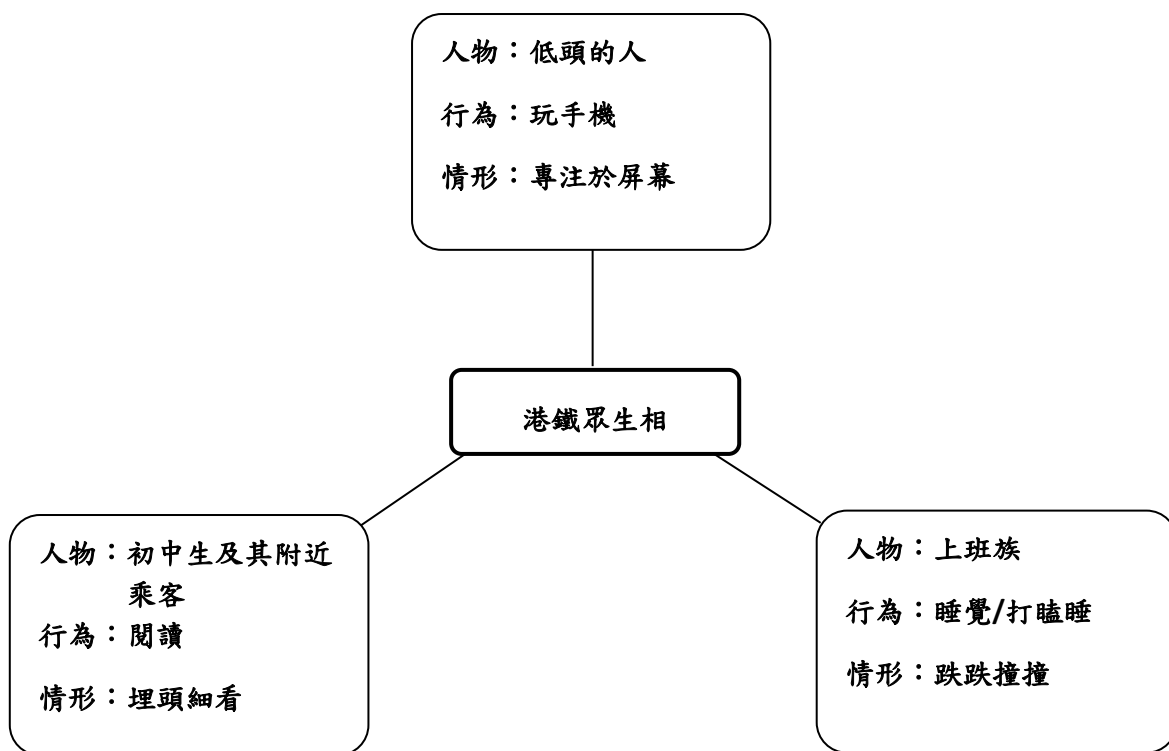 人物：低頭的人
行為：玩手機
情形：專注於屏幕
港鐵眾生相
人物：初中生及其附近
乘客
行為：閱讀
情形：埋頭細看
人物：上班族
行為：睡覺/打瞌睡
情形：跌跌撞撞